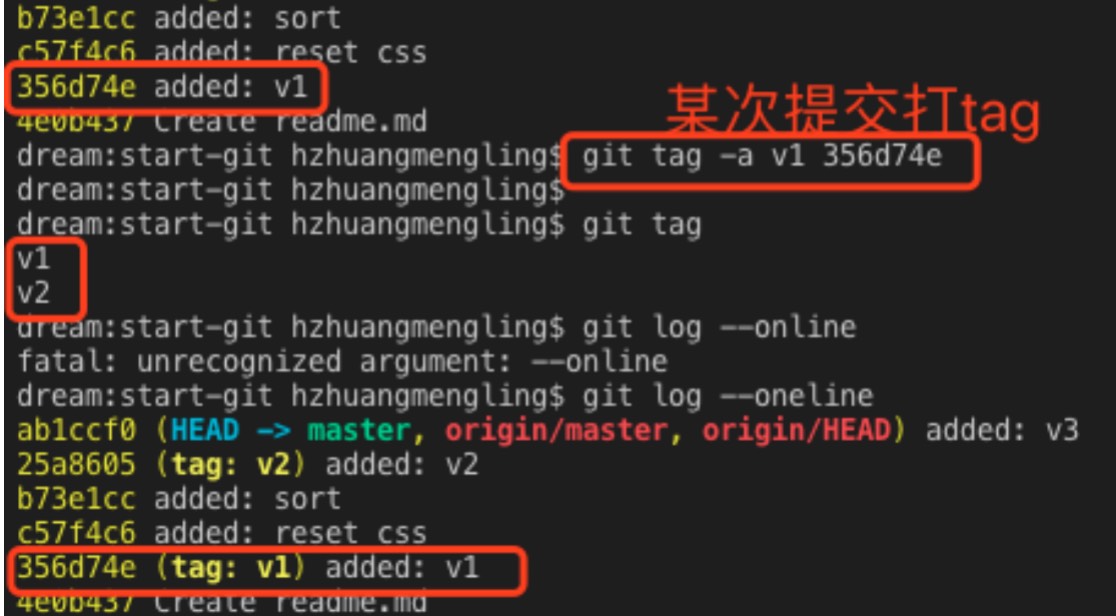 b73e1cc added: sort
c57f4c6 added: reset css
356d74e added: v1
某次提交打tag
4e0b437 Create readme.md
dream:start-git hzhuangmengling$ git tag -a v1 356d74e
dream:start-git hzhuangmengling$
dream:start-git hzhuangmengling$ git tag
v1
v2
dream:start-git hzhuangmengling$ git log --online
fatal: unrecognized argument: --online
dream:start-git hzhuangmengling$ git log --oneline
ab1ccf0 (HEAD -> master, origin/master, origin/HEAD) added: v3
25a8605 (tag: v2) added: v2
b73e1cc added: sort
c57f4c6 added: reset css
356d74e (tag: v1) added: v1
4e0b437 Create readme.md